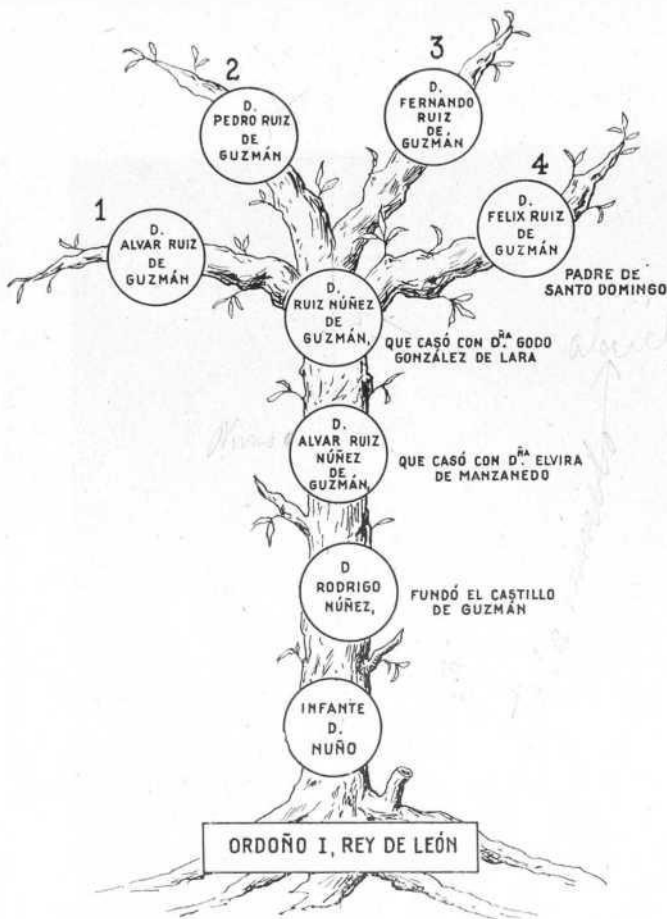 2
D.
PEDRO RUIZ
DE
GUZMÁN
3
D.
FERNANDO
RUIZ
DE,
GUZMÁN
1
D.
ALVAR RUIZ
DE
GUZMÁN
4
D.
FELIX RUIZ
DE
GUZMÁN
PADRE DE
SANTO DOMINGO
D.
RUIZ NÚÑEZ
DE
GUZMÁN,
QUE CASÓ CON D.ÑA GODO
GONZÁLEZ DE LARA
D.
ALVAR RUIZ
NÚÑEZ
DE
GUZMÁN,
QUE CASÓ CON D.ÑA ELVIRA
DE MANZANEDO
D
RODRIGO
NÚÑEZ,
FUNDÓ EL CASTILLO
DE GUZMÁN
INFANTE
D.
NUÑO
ORDOÑO I, REY DE LEÓN